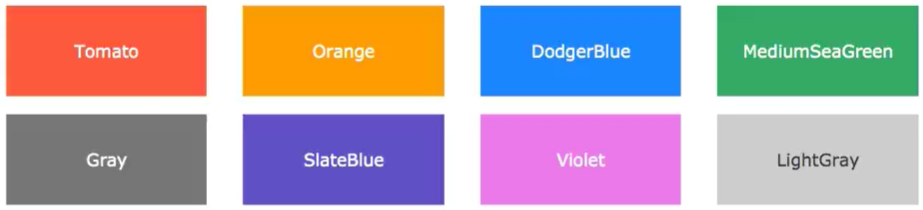 Tomato
Orange
DodgerBlue
MediumSeaGreen
Gray
SlateBlue
Violet
LightGray